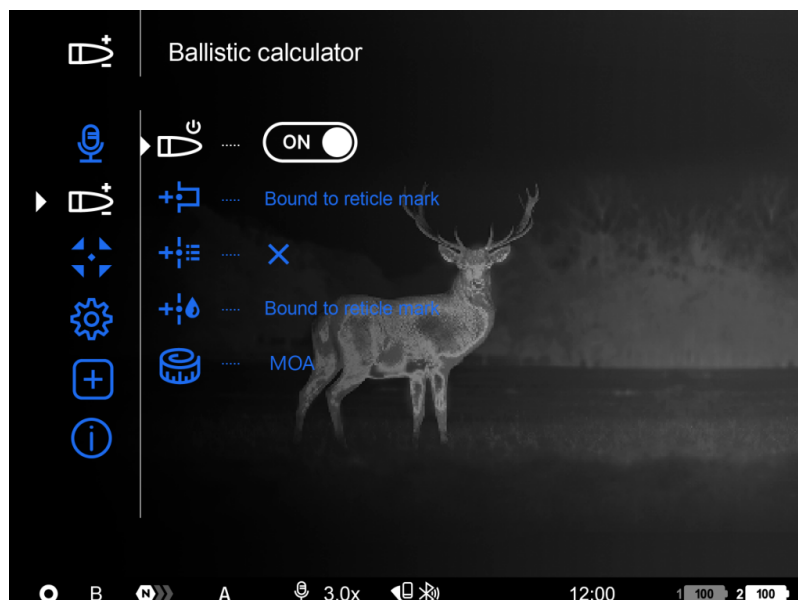 Ballistic calculator
ON
Bound to reticle mark
Bound to reticle mark
MOA
B N A 3.0x 12:00 1 100 2 100